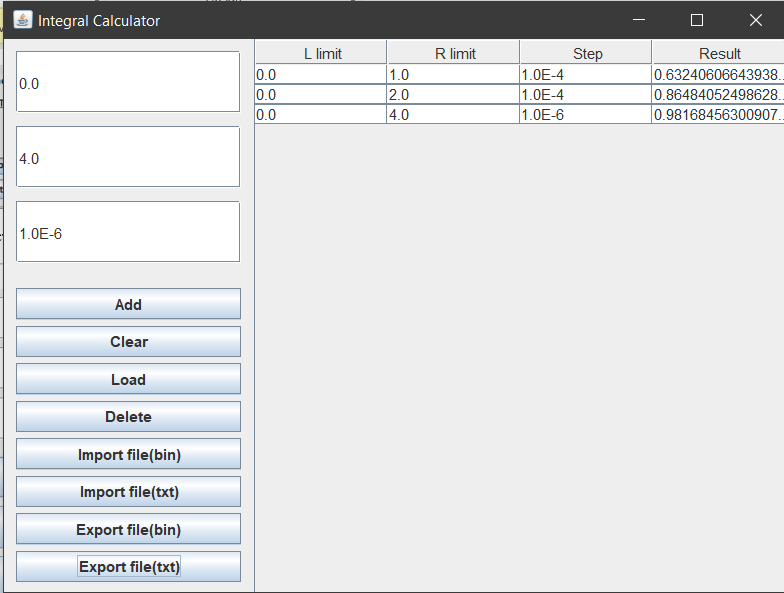 Integral Calculator
0.0
4.0
1.0E-6
Add
Clear
Load
Delete
Import file(bin)
Import file(txt)
Export file(bin)
Export file(txt)
L limit R limit Step Result
0.0 1.0 1.0E-4 0.63240606643938...
0.0 2.0 1.0E-4 0.86484052498628...
0.0 4.0 1.0E-6 0.98168456300907...